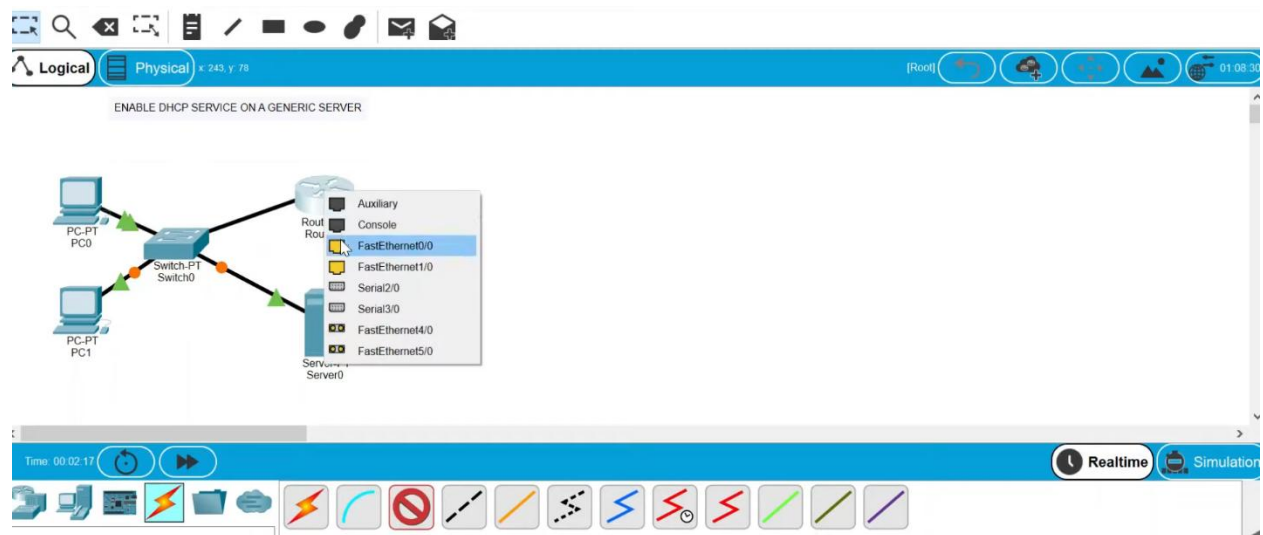 Logical
Physical
x: 243, y: 78
[Root]
01:08:30
ENABLE DHCP SERVICE ON A GENERIC SERVER
PC-PT
PC0
Switch-PT
Switch0
PC-PT
PC1
Rout
Rou
Auxiliary
Console
FastEthernet0/0
FastEthernet1/0
Serial2/0
Serial3/0
FastEthernet4/0
FastEthernet5/0
Server0
Time: 00:02:17
Realtime
Simulation